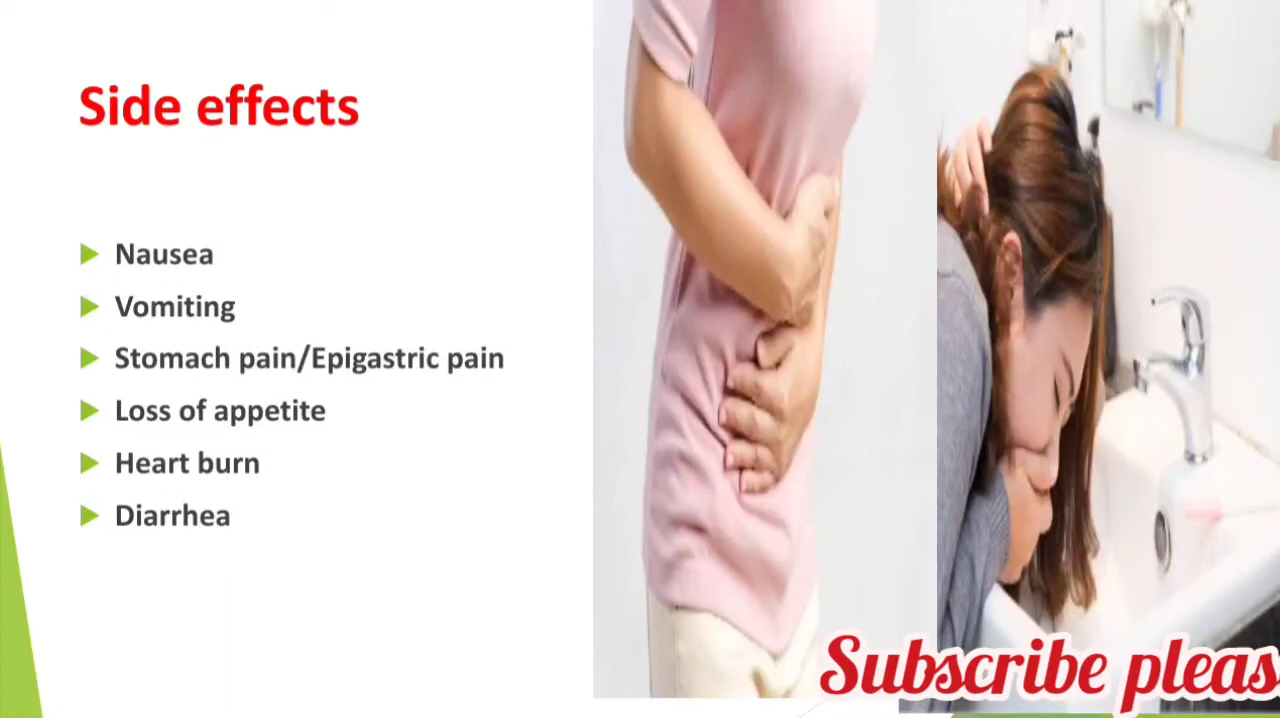 Side effects
Nausea
Vomiting
Stomach pain/Epigastric pain
Loss of appetite
Heart burn
Diarrhea
Subscribe pleas